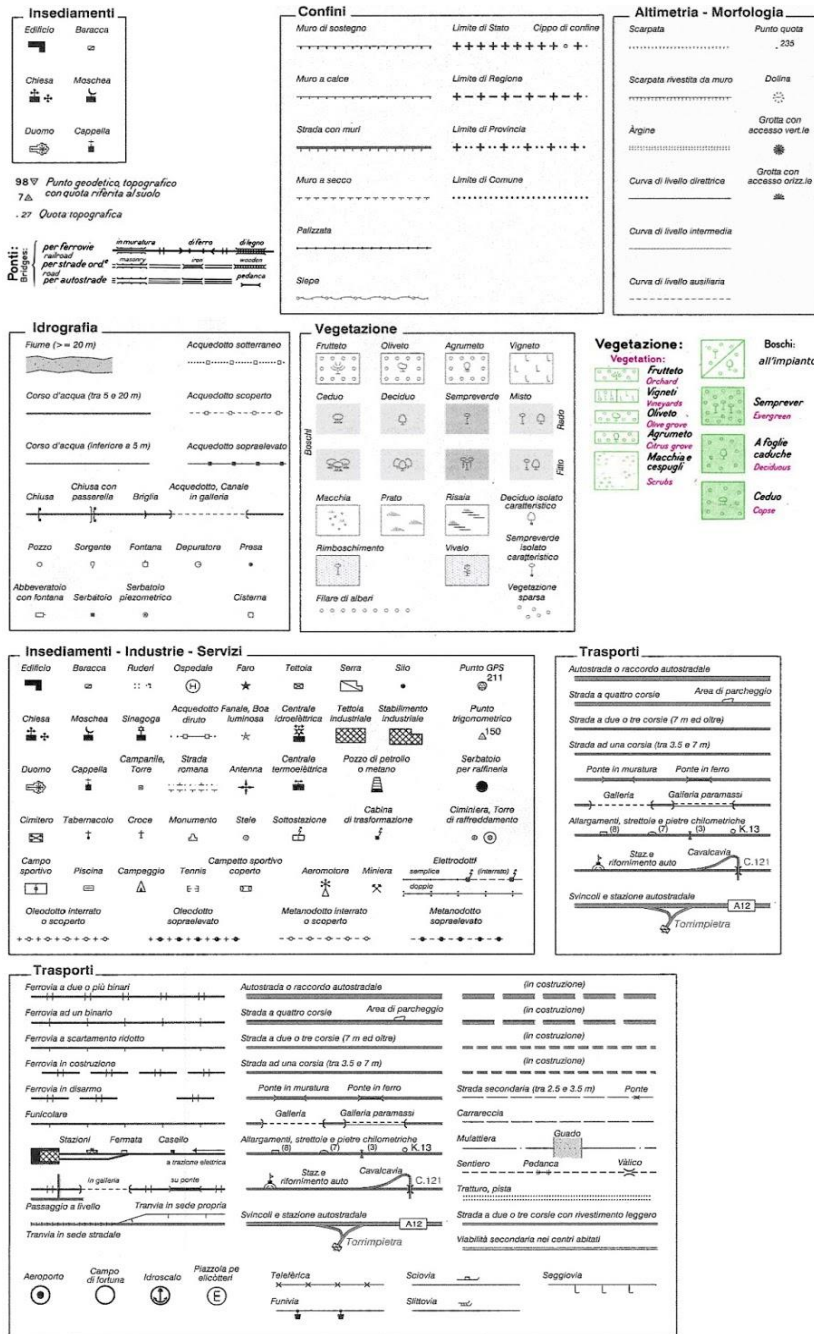 Insediamenti
Edificio Baracca
Chiesa Moschea
Duomo Cappella
98 Punto geodetico, topografico
7 con quota riferita al suolo
. 27 Quota topografica
Ponti:
Bridges:
in muratura di ferro di legno
per ferrovie
railroad
masonry iron wooden
per strade ord.e
road
pedanca
per autostrade
Confini
Muro di sostegno
Muro a calce
Strada con muri
Muro a secco
Palizzata
Siepe
Limite di Stato Cippo di confine
Limite di Regione
Limite di Provincia
Limite di Comune
Altimetria - Morfologia
Scarpata Punto quota
. 235
Scarpata rivestita da muro Dolina
Àrgine Grotta con
accesso vert.le
Curva di livello direttrice Grotta con
accesso orizz.le
Curva di livello intermedia
Curva di livello ausiliaria
Idrografia
Fiume (>= 20 m) Acquedotto sotterraneo
Corso d'acqua (tra 5 e 20 m) Acquedotto scoperto
Corso d'acqua (inferiore a 5 m) Acquedotto sopraelevato
Chiusa Chiusa con
passerella Briglia Acquedotto, Canale
in galleria
Pozzo Sorgente Fontana Depuratore Presa
Abbeveratoio
con fontana Serbatoio Serbatoio
piezometrico Cisterna
Vegetazione
Frutteto Oliveto Agrumeto Vigneto
Boschi
Ceduo Deciduo Sempreverde Misto
Rado
Fitto
Macchia Prato Risaia Deciduo isolato
caratteristico
Rimboschimento Vivaio Sempreverde
isolato
caratteristico
Filare di alberi Vegetazione
sparsa
Vegetazione:
Vegetation:
Frutteto
Orchard
Vigneti
Vineyards
Oliveto
Olive grove
Agrumeto
Citrus grove
Macchia e
cespugli
Scrubs
Boschi:
all'impianto
Semprever
Evergreen
A foglie
caduche
Deciduous
Ceduo
Copse
Insediamenti - Industrie - Servizi
Edificio Baracca Ruderi Ospedale Faro Tettoia Serra Silo Punto GPS
H 211
Chiesa Moschea Sinagoga Acquedotto
diruto Fanale, Boa
luminosa Centrale
idroelèttrica Tettoia
industriale Stabilimento
industriale Punto
trigonometrico
150
Duomo Cappella Campanile,
Torre Strada
romana Antenna Centrale
termoelèttrica Pozzo di petrolio
o metano Serbatoio
per raffineria
Cimitero Tabernacolo Croce Monumento Stele Sottostazione Cabina
di trasformazione Ciminiera, Torre
di raffreddamento
Campo
sportivo Piscina Campeggio Tennis Campetto sportivo
coperto Aeromotore Miniera Elettrodotti
semplice (interrato)
doppio
Oleodotto interrato
o scoperto Oleodotto
sopraelevato Metanodotto interrato
o scoperto Metanodotto
sopraelevato
Trasporti
Autostrada o raccordo autostradale
Strada a quattro corsie Area di parcheggio
Strada a due o tre corsie (7 m ed oltre)
Strada ad una corsia (tra 3.5 e 7 m)
Ponte in muratura Ponte in ferro
Galleria Galleria paramassi
Allargamenti, strettoie e pietre chilometriche
(8) (7) (3) K.13
Staz.e
rifornimento auto Cavalcavia
C.121
Svincoli e stazione autostradale
A12
Torrimpietra
Trasporti
Ferrovia a due o più binari
Ferrovia ad un binario
Ferrovia a scartamento ridotto
Ferrovia in costruzione
Ferrovia in disarmo
Funicolare
Stazioni Fermata Casello
a trazione elettrica
in galleria su ponte
Passaggio a livello Tranvia in sede propria
Tranvia in sede stradale
Autostrada o raccordo autostradale
Strada a quattro corsie Area di parcheggio
Strada a due o tre corsie (7 m ed oltre)
Strada ad una corsia (tra 3.5 e 7 m)
Ponte in muratura Ponte in ferro
Galleria Galleria paramassi
Allargamenti, strettoie e pietre chilometriche
(8) (7) (3) K.13
Staz.e
rifornimento auto Cavalcavia
C.121
Svincoli e stazione autostradale
A12
Torrimpietra
(in costruzione)
(in costruzione)
(in costruzione)
(in costruzione)
Strada secondaria (tra 2.5 e 3.5 m) Ponte
Carrareccia
Mulattiera Guado
Sentiero Pedanca Vàlico
Tratturo, pista
Strada a due o tre corsie con rivestimento leggero
Viabilità secondaria nei centri abitati
Aeroporto Campo
di fortuna Idroscalo Piazzola pe
elicòtteri
E
Telefèrica Sciovia Seggiovia
Funivia Slittovia